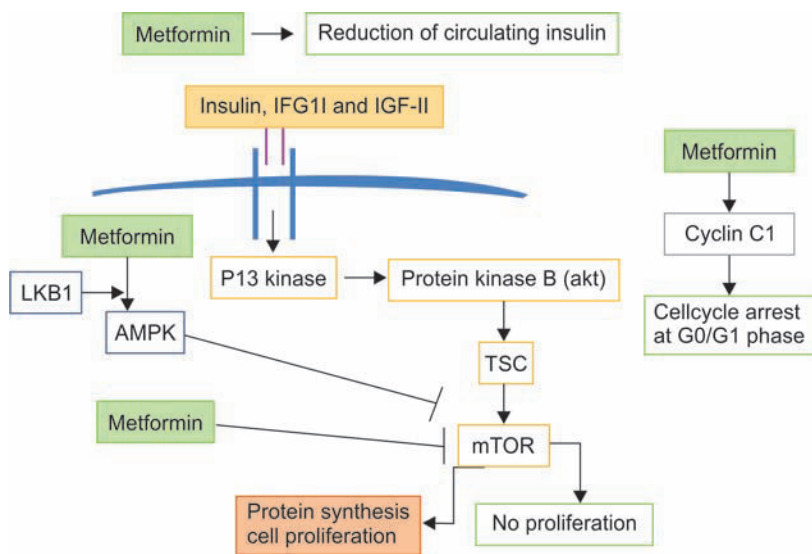 Metformin
Reduction of circulating insulin
Insulin, IFG1I and IGF-II
Metformin
Metformin
Cyclin C1
P13 kinase
Protein kinase B (akt)
LKB1
AMPK
Cellcycle arrest
at G0/G1 phase
TSC
Metformin
mTOR
Protein synthesis
cell proliferation
No proliferation